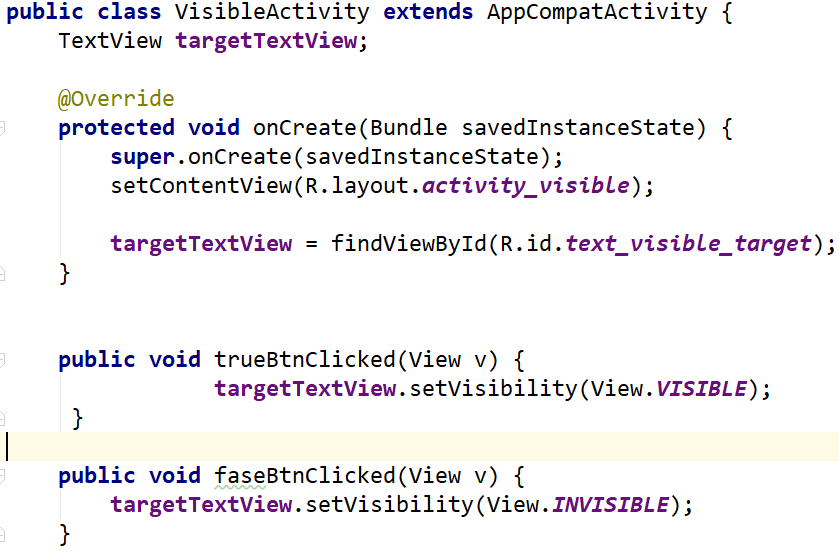 public class VisibleActivity extends AppCompatActivity {
TextView targetTextView;
@Override
protected void onCreate(Bundle savedInstanceState) {
super.onCreate(savedInstanceState);
setContentView(R.layout.activity_visible);
targetTextView = findViewById(R.id.text_visible_target);
}
public void trueBtnClicked(View v) {
targetTextView.setVisibility(View.VISIBLE);
}
public void faseBtnClicked(View v) {
targetTextView.setVisibility(View.INVISIBLE);
}